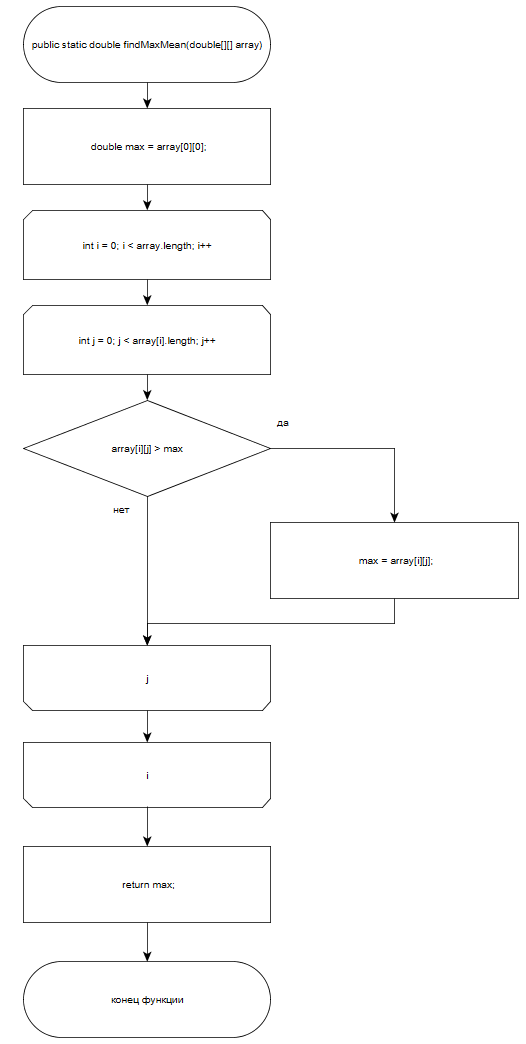 public static double findMaxMean(double[][] array)
double max = array[0][0];
int i = 0; i < array.length; i++
int j = 0; j < array[i].length; j++
array[i][j] > max
да
нет
max = array[i][j];
j
i
return max;
конец функции